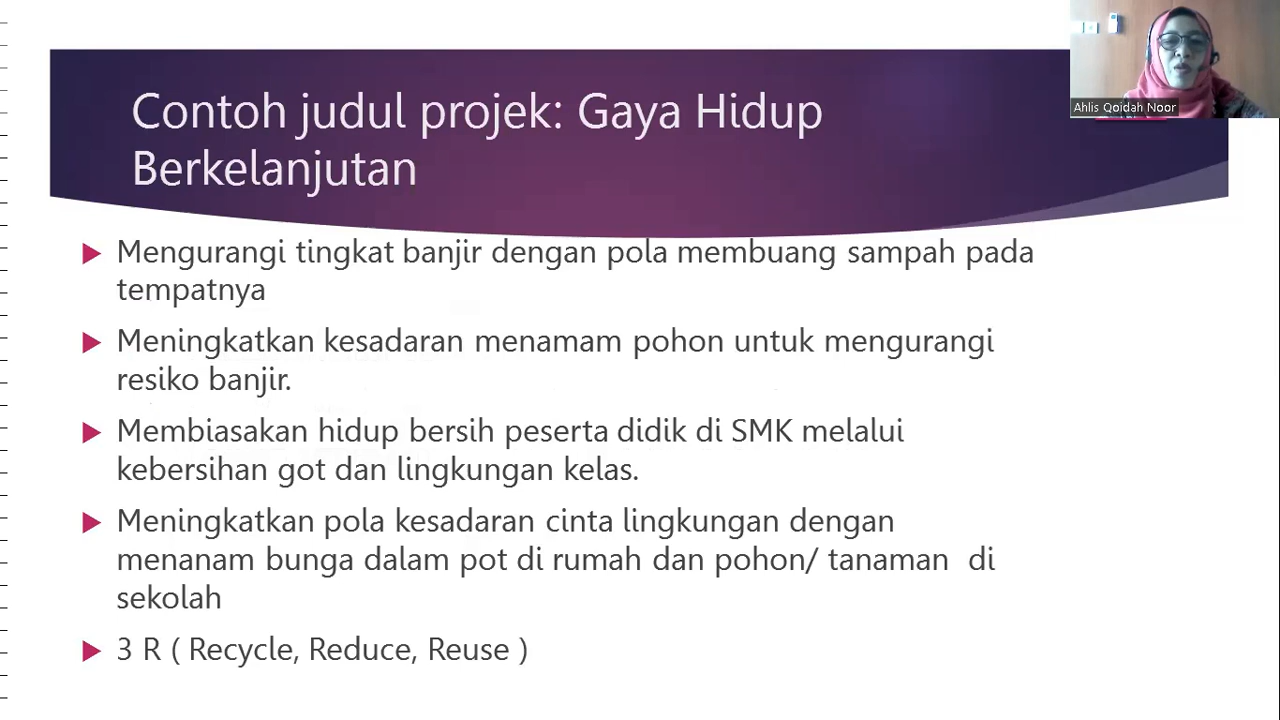 Contoh judul projek: Gaya Hidup
Berkelanjutan
Ahlis Qoidah Noor
Mengurangi tingkat banjir dengan pola membuang sampah pada
tempatnya
Meningkatkan kesadaran menamam pohon untuk mengurangi
resiko banjir.
Membiasakan hidup bersih peserta didik di SMK melalui
kebersihan got dan lingkungan kelas.
Meningkatkan pola kesadaran cinta lingkungan dengan
menanam bunga dalam pot di rumah dan pohon/ tanaman di
sekolah
3 R ( Recycle, Reduce, Reuse )